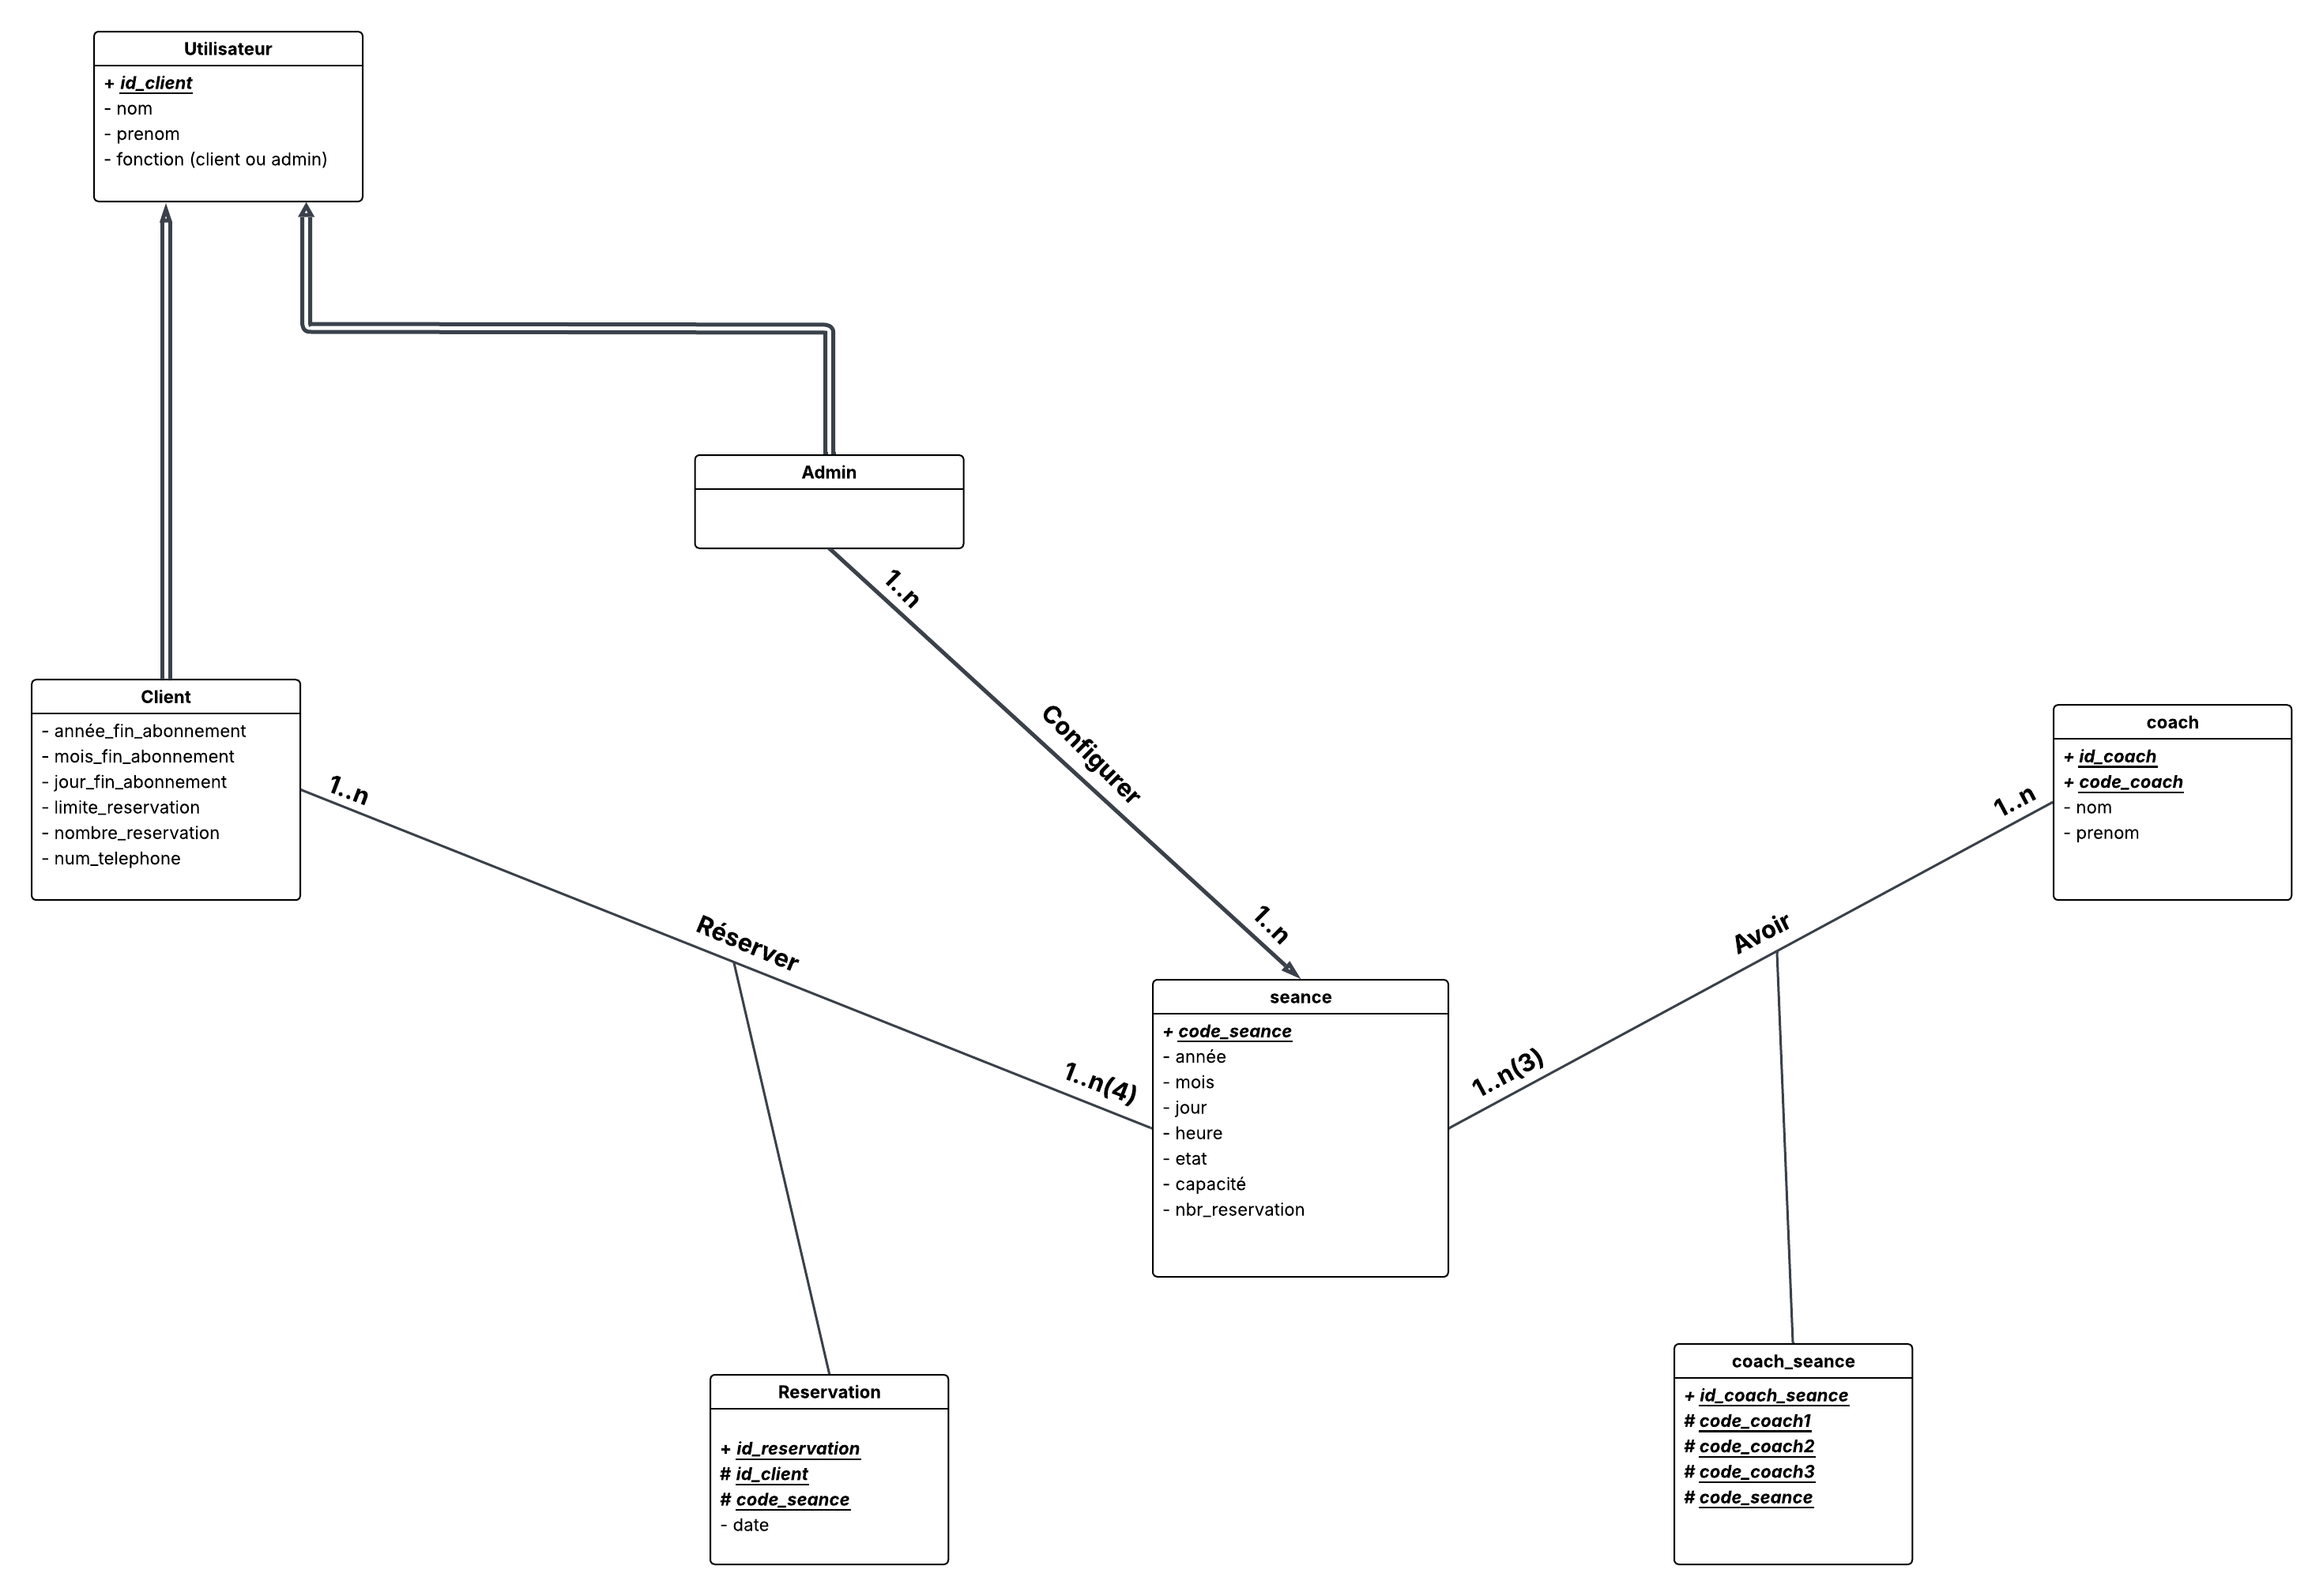 Utilisateur
+ id_client
- nom
- prenom
- fonction (client ou admin)
Admin
1..n
Configurer
1..n
Client
- année_fin_abonnement
- mois_fin_abonnement
- jour_fin_abonnement
- limite_reservation
- nombre_reservation
- num_telephone
1..n
Réserver
1..n(4)
coach
+ id_coach
+ code_coach
- nom
- prenom
1..n
Avoir
1..n(3)
seance
+ code_seance
- année
- mois
- jour
- heure
- etat
- capacité
- nbr_reservation
Reservation
+ id_reservation
# id_client
# code_seance
- date
coach_seance
+ id_coach_seance
# code_coach1
# code_coach2
# code_coach3
# code_seance